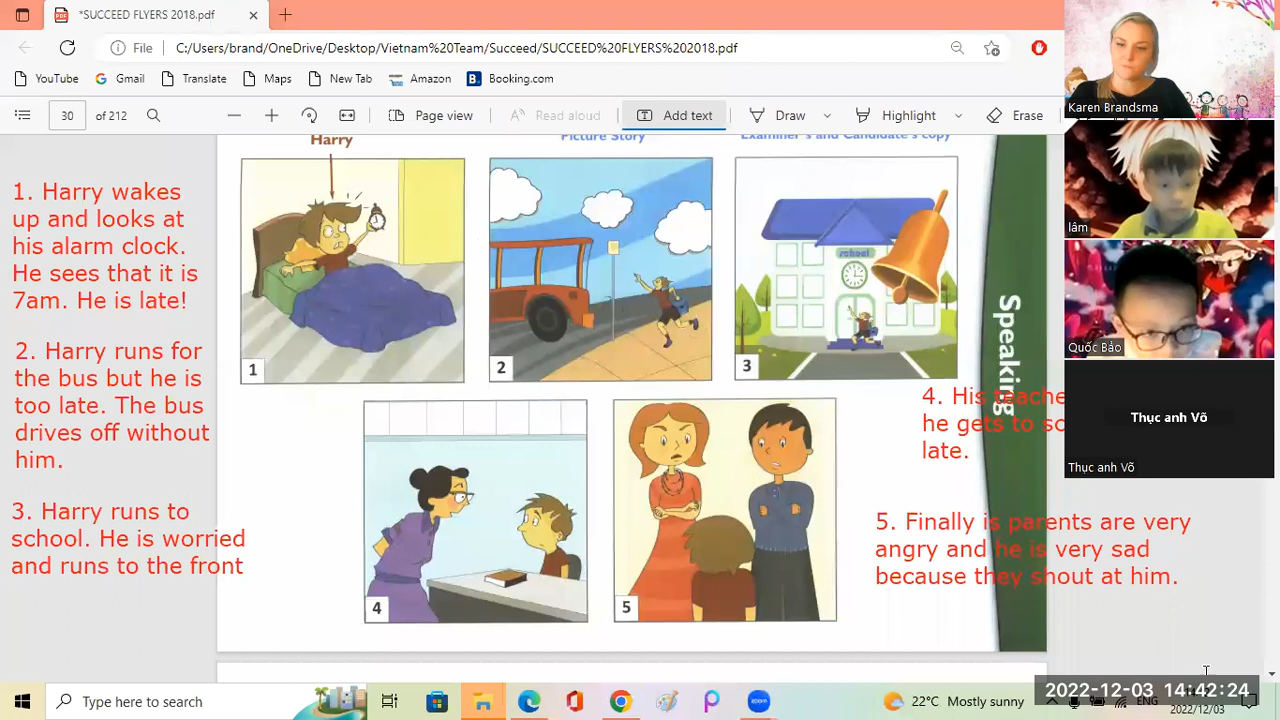 *SUCCEED FLYERS 2018.pdf
File
C:/Users/brand/OneDrive/Desktop/Vietnam%20Team/Succeed/SUCCEED%20FLYERS%202018.pdf
YouTube
Gmail
Translate
Maps
New Tab
Amazon
Booking.com
30 of 212
Page view
Read aloud
Add text
Draw
Highlight
Erase
Karen Brandsma
lâm
Quốc Bảo
Thục anh Võ
Thục anh Võ
Harry
Picture Story
Examiner's and Candidate's copy
1. Harry wakes
up and looks at
his alarm clock.
He sees that it is
7am. He is late!
2. Harry runs for
the bus but he is
too late. The bus
drives off without
him.
3. Harry runs to
school. He is worried
and runs to the front
1
2
3
school
4
5
Speaking
4. His
he gets to
late.
5. Finally is parents are very
angry and he is very sad
because they shout at him.
Type here to search
22°C Mostly sunny
ENG
2022-12-03 14:42:24
2022/12/03